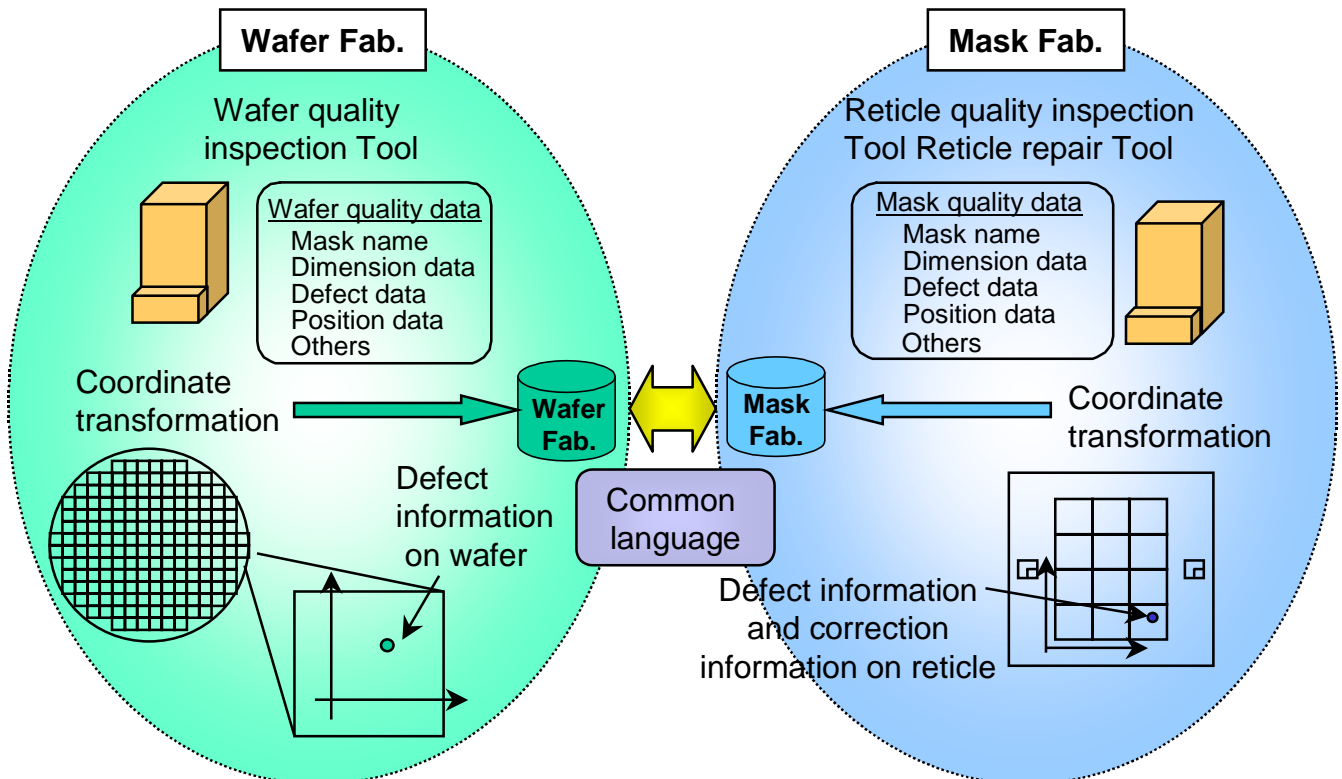 Wafer Fab.
Wafer quality
inspection Tool
Wafer quality data
Mask name
Dimension data
Defect data
Position data
Others
Coordinate
transformation
Wafer
Fab.
Defect
information
on wafer
Common
language
Mask Fab.
Reticle quality inspection
Tool Reticle repair Tool
Mask quality data
Mask name
Dimension data
Defect data
Position data
Others
Mask
Fab.
Coordinate
transformation
Defect information
and correction
information on reticle